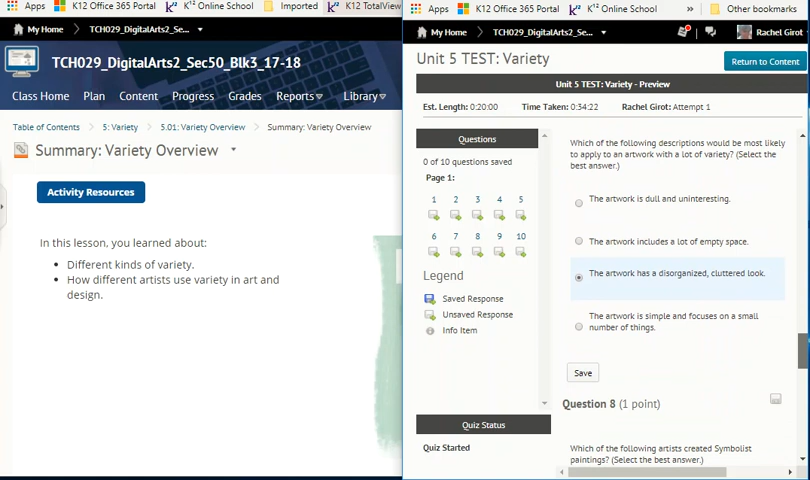 Apps K12 Office 365 Portal K¹² Online School Imported K12 TotalView
My Home TCH029_DigitalArts2_Se...
TCH029_DigitalArts2_Sec50_Blk3_17-18
Class Home Plan Content Progress Reports Grades Library
Table of Contents 5: Variety 5.01: Variety Overview Summary: Variety Overview
Summary: Variety Overview
Activity Resources
In this lesson, you learned about:
• Different kinds of variety.
• How different artists use variety in art and
design.
Apps K12 Office 365 Portal K¹² Online School » Other bookmarks
My Home TCH029_DigitalArts2_Se... Rachel Girot
Unit 5 TEST: Variety
Return to Content
Unit 5 TEST: Variety - Preview
Est. Length: 0:20:00 Time Taken: 0:34:22 Rachel Girot: Attempt 1
Questions
0 of 10 questions saved
Page 1:
1 2 3 4 5
6 7 8 9 10
Legend
Saved Response
Unsaved Response
Info Item
Quiz Status
Quiz Started
Which of the following descriptions would be most likely
to apply to an artwork with a lot of variety? (Select the
best answer.)
The artwork is dull and uninteresting.
The artwork includes a lot of empty space.
The artwork has a disorganized, cluttered look.
The artwork is simple and focuses on a small
number of things.
Save
Question 8 (1 point)
Which of the following artists created Symbolist
paintings? (Select the best answer.)